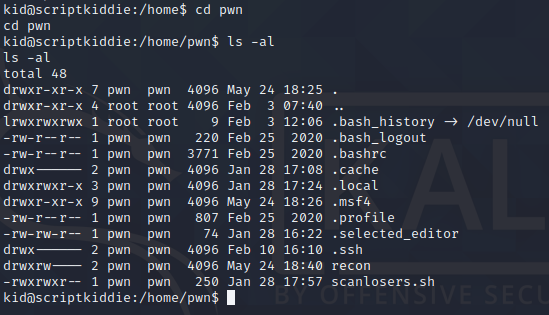 kid@scriptkiddie:/home$ cd pwn
cd pwn
kid@scriptkiddie:/home/pwn$ ls -al
ls -al
total 48
drwxr-xr-x 7 pwn  pwn  4096 May 24 18:25 .
drwxr-xr-x 4 root root 4096 Feb  3 07:40 ..
lrwxrwxrwx 1 root root    9 Feb  3 12:06 .bash_history -> /dev/null
-rw-r--r-- 1 pwn  pwn   220 Feb 25  2020 .bash_logout
-rw-r--r-- 1 pwn  pwn  3771 Feb 25  2020 .bashrc
drwx------ 2 pwn  pwn  4096 Jan 28 17:08 .cache
drwxrwxr-x 3 pwn  pwn  4096 Jan 28 17:24 .local
drwxrwxr-x 9 pwn  pwn  4096 May 24 18:26 .msf4
-rw-r--r-- 1 pwn  pwn   807 Feb 25  2020 .profile
-rw-rw-r-- 1 pwn  pwn    74 Jan 28 16:22 .selected_editor
drwx------ 2 pwn  pwn  4096 Feb 10 16:10 .ssh
drwxrw---- 2 pwn  pwn  4096 May 24 18:40 recon
-rwxrwxr-- 1 pwn  pwn   250 Jan 28 17:57 scanlosers.sh
kid@scriptkiddie:/home/pwn$
KAL
BY OFFENSIVE SECU